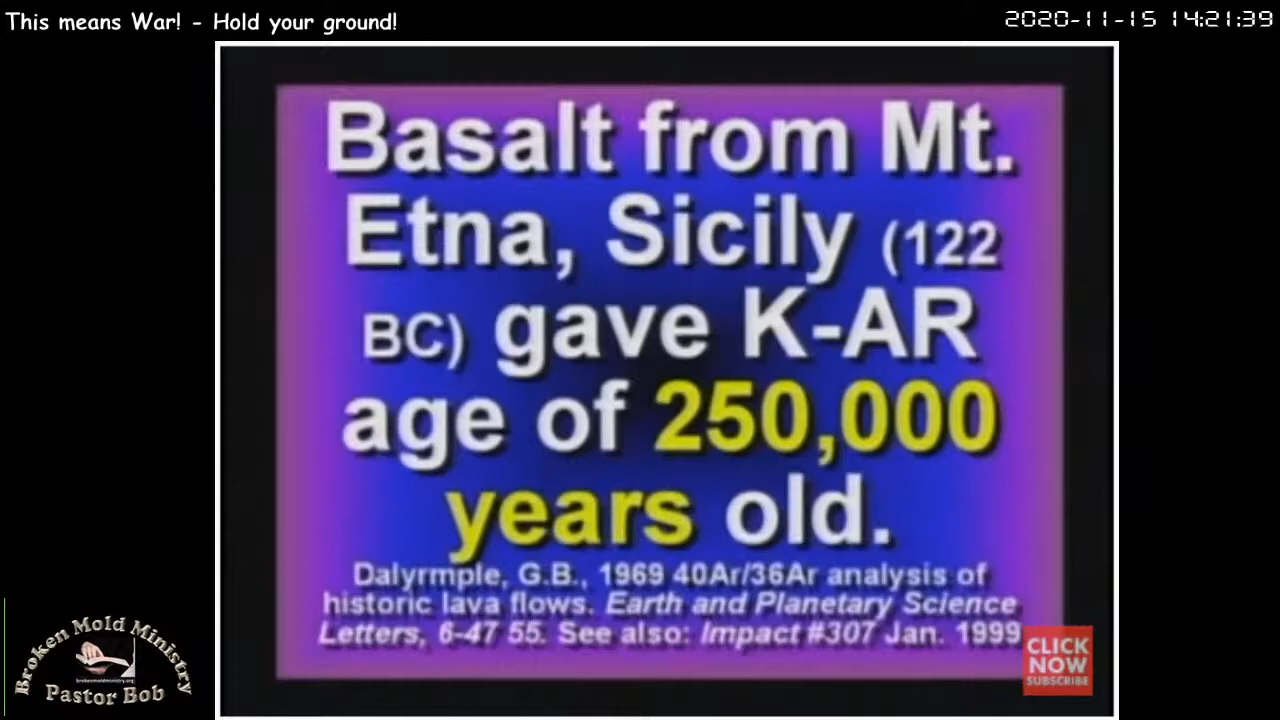 This means War! - Hold your ground!
2020-11-15 14:21:39
Basalt from Mt.
Etna, Sicily (122
BC) gave K-AR
age of 250,000
years old.
Dalyrmple, G.B., 1969 40Ar/36Ar analysis of
historic lava flows. Earth and Planetary Science
Letters, 6-47 55. See also: Impact #307 Jan. 1999
CLICK
NOW
SUBSCRIBE
Broken Mold Ministry
brokenmoldministry.org
Pastor Bob